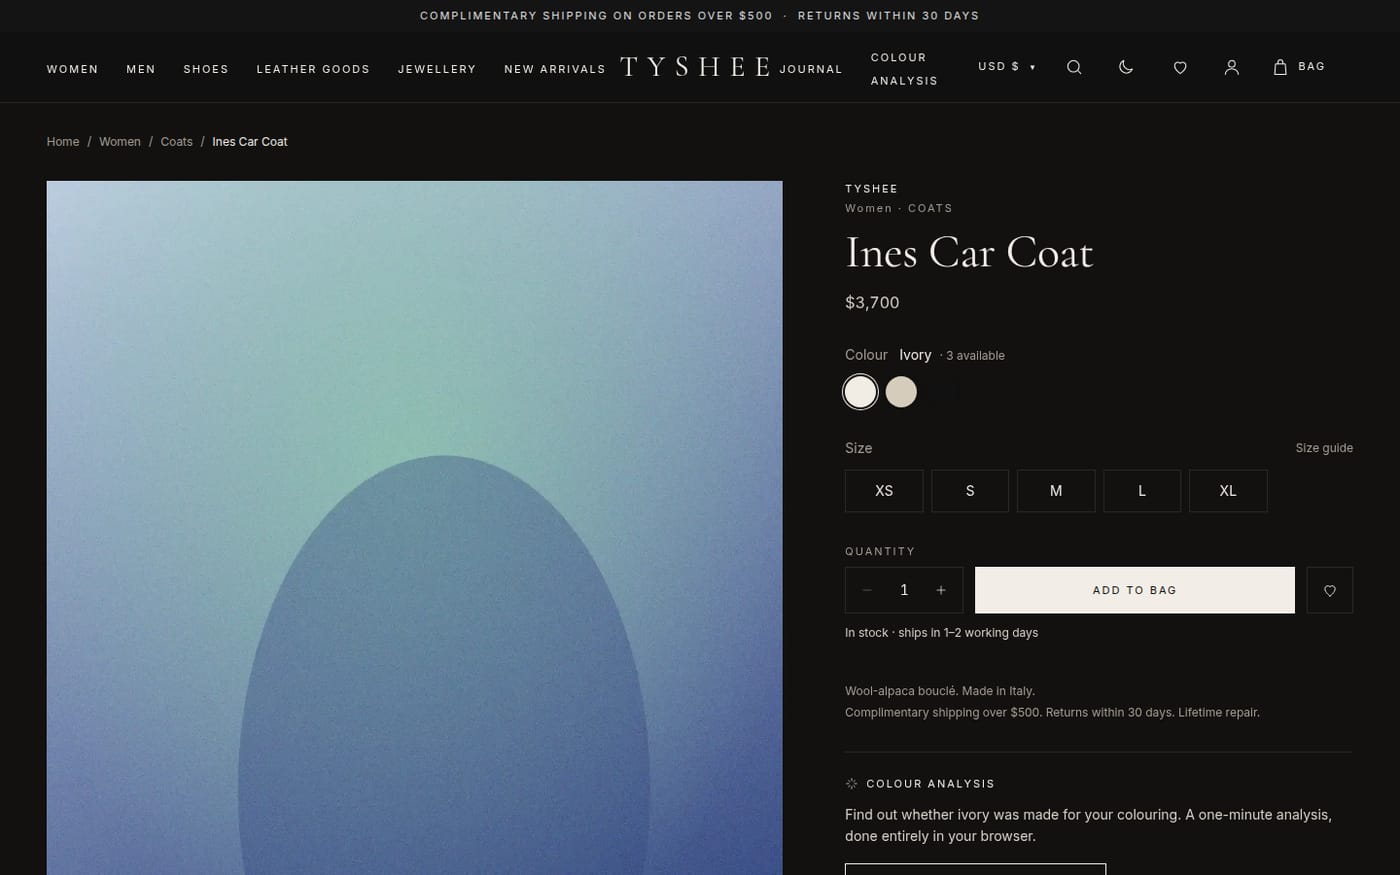 COMPLIMENTARY SHIPPING ON ORDERS OVER $500 · RETURNS WITHIN 30 DAYS
WOMEN MEN SHOES LEATHER GOODS JEWELLERY NEW ARRIVALS TYSHEE JOURNAL COLOUR ANALYSIS USD $ BAG
Home / Women / Coats / Ines Car Coat
TYSHEE
Women · COATS
Ines Car Coat
$3,700
Colour Ivory · 3 available
Size Size guide
XS S M L XL
QUANTITY
− 1 + ADD TO BAG
In stock · ships in 1–2 working days
Wool-alpaca bouclé. Made in Italy.
Complimentary shipping over $500. Returns within 30 days. Lifetime repair.
COLOUR ANALYSIS
Find out whether ivory was made for your colouring. A one-minute analysis,
done entirely in your browser.